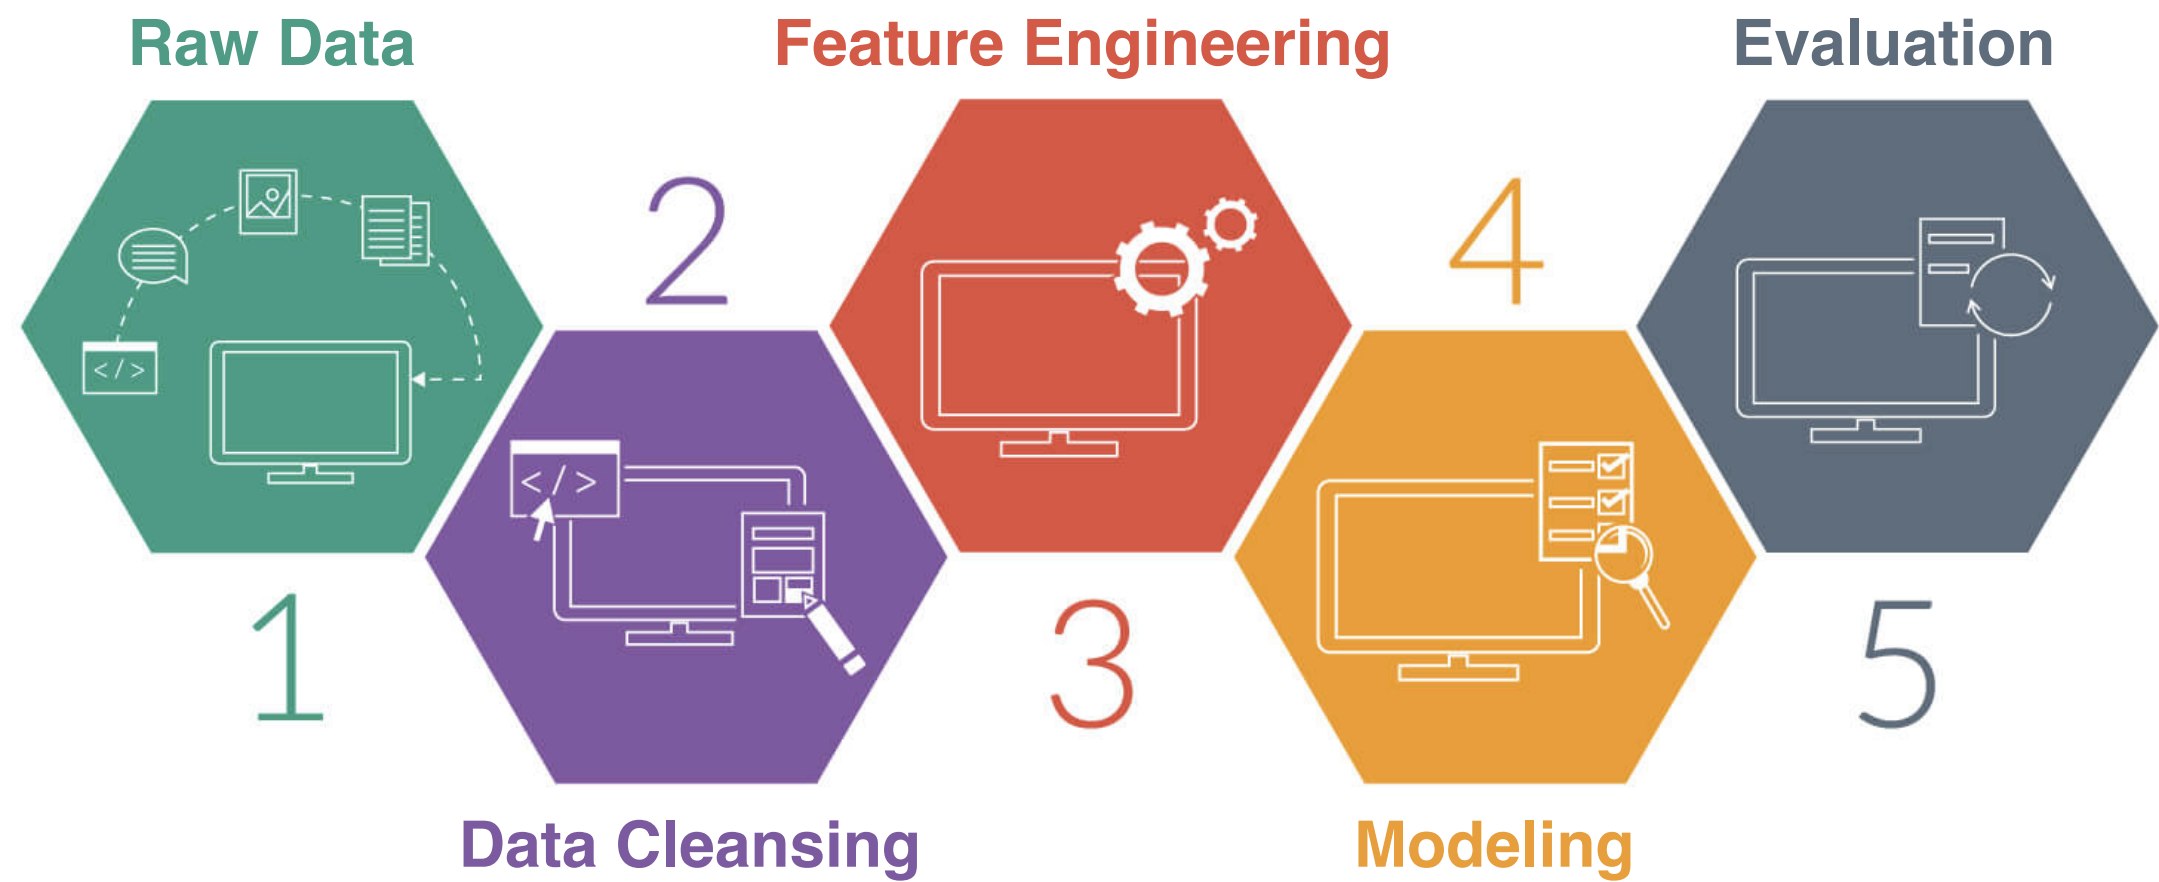 Raw Data
1
</>
2
</>
Data Cleansing
Feature Engineering
3
4
Modeling
Evaluation
5